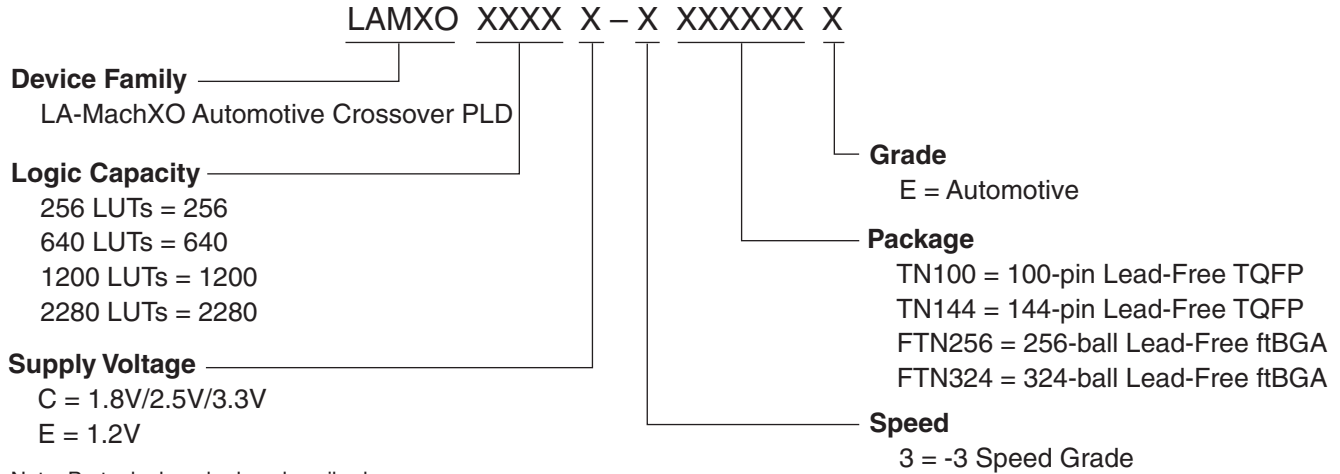 LAMXO XXXX X – X XXXXXX X
Device Family
LA-MachXO Automotive Crossover PLD
Logic Capacity
256 LUTs = 256
640 LUTs = 640
1200 LUTs = 1200
2280 LUTs = 2280
Supply Voltage
C = 1.8V/2.5V/3.3V
E = 1.2V
Grade
E = Automotive
Package
TN100 = 100-pin Lead-Free TQFP
TN144 = 144-pin Lead-Free TQFP
FTN256 = 256-ball Lead-Free ftBGA
FTN324 = 324-ball Lead-Free ftBGA
Speed
3 = -3 Speed Grade